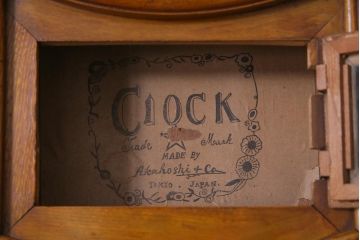 CLOCK
Trade Mark
MADE BY
Akahoshi & Co
TOKIO . JAPAN.